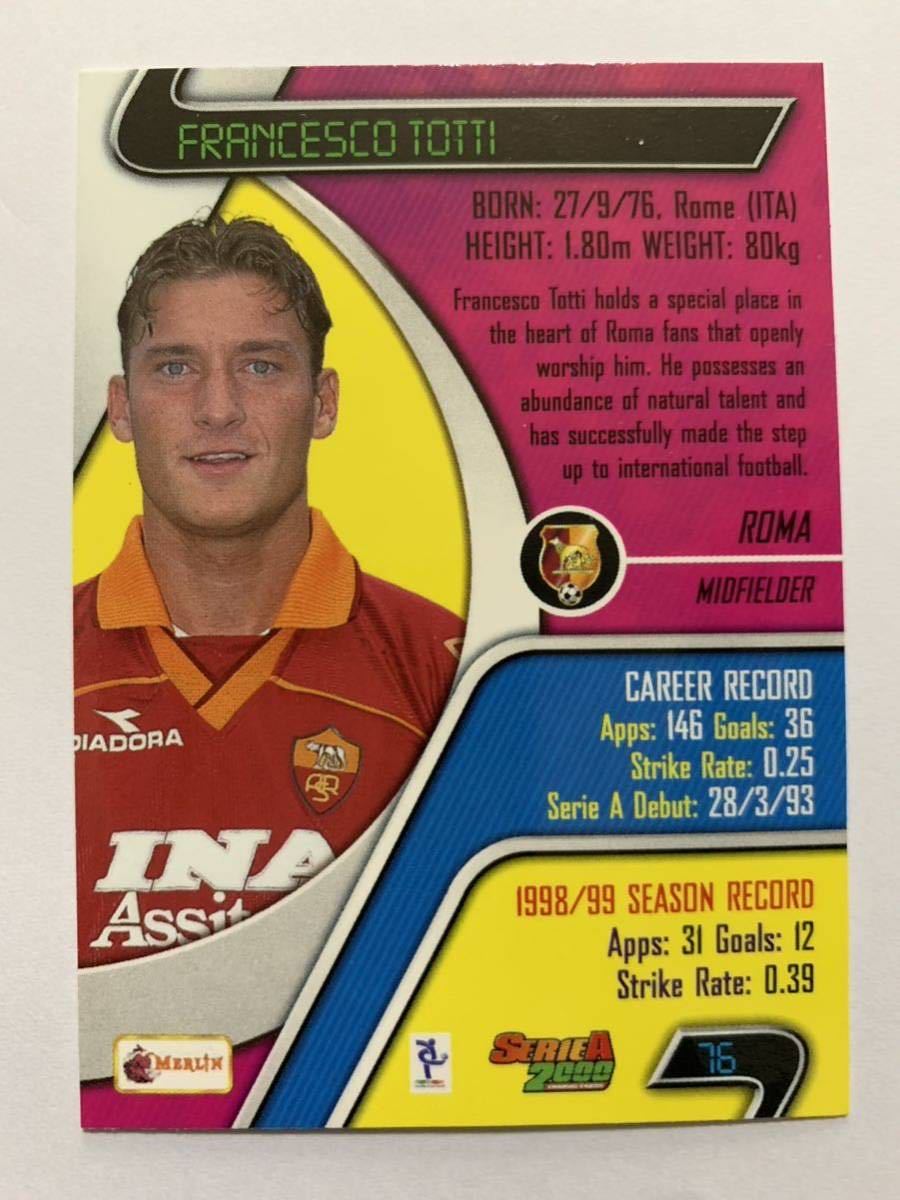 FRANCESCO TOTTI
BORN: 27/9/76, Rome (ITA)
HEIGHT: 1.80m WEIGHT: 80kg
Francesco Totti holds a special place in
the heart of Roma fans that openly
worship him. He possesses an
abundance of natural talent and
has successfully made the step
up to international football.
ROMA
MIDFIELDER
CAREER RECORD
Apps: 146 Goals: 36
Strike Rate: 0.25
Serie A Debut: 28/3/93
1998/99 SEASON RECORD
Apps: 31 Goals: 12
Strike Rate: 0.39
DIADORA
ASR
INA
Assit
MERLIN
SERIE A
2000
76